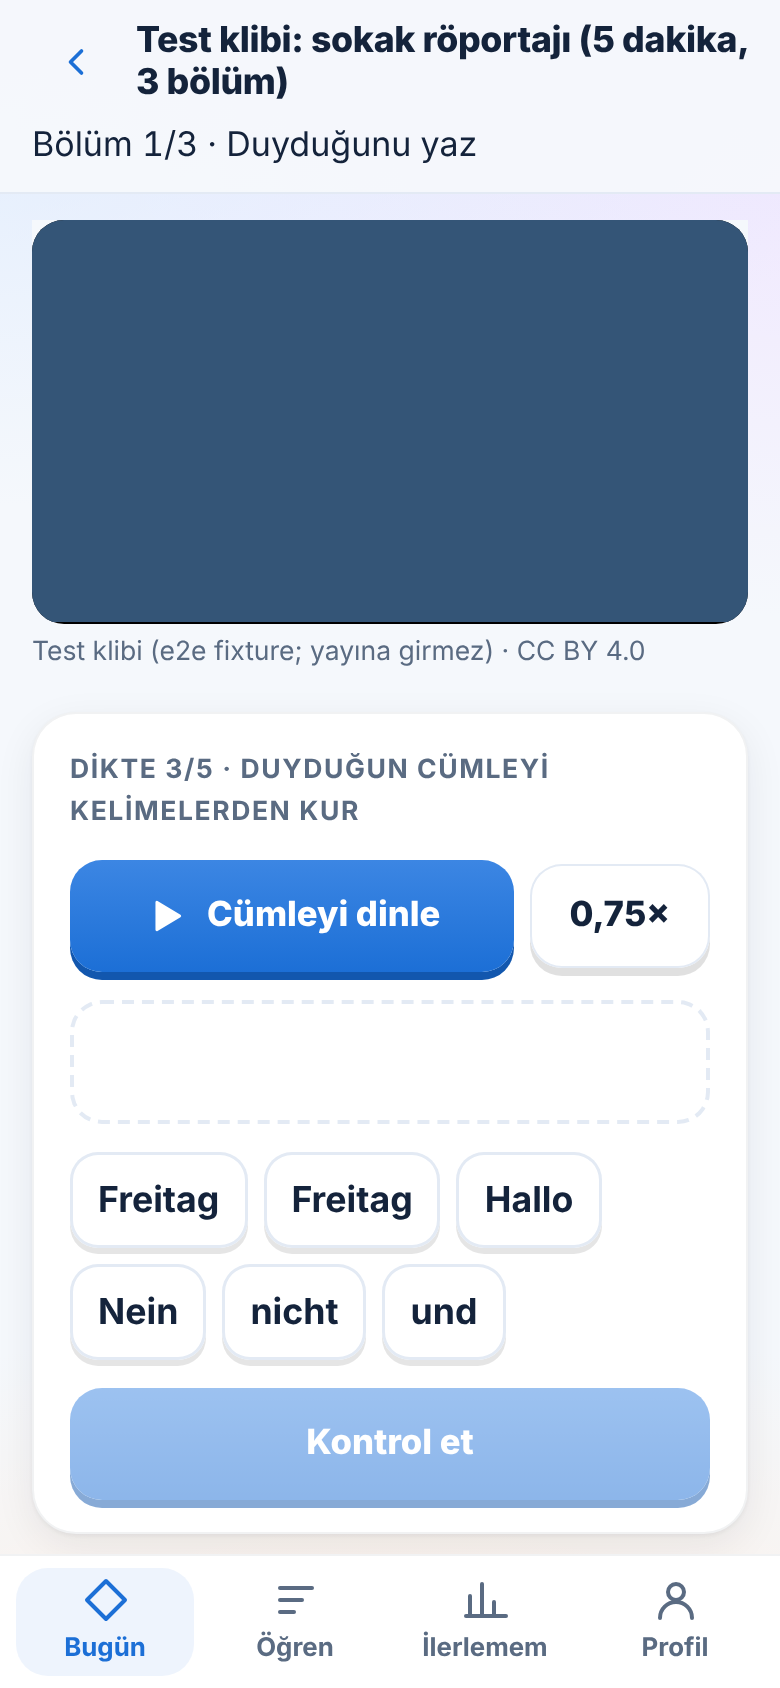 Test klibi: sokak röportajı (5 dakika,
3 bölüm)
Bölüm 1/3 · Duyduğunu yaz
Test klibi (e2e fixture; yayına girmez) · CC BY 4.0
DİKTE 3/5 · DUYDUĞUN CÜMLEYİ
KELİMELERDEN KUR
Cümleyi dinle
0,75×
Freitag Freitag Hallo
Nein nicht und
Kontrol et
Bugün Öğren İlerlemem Profil